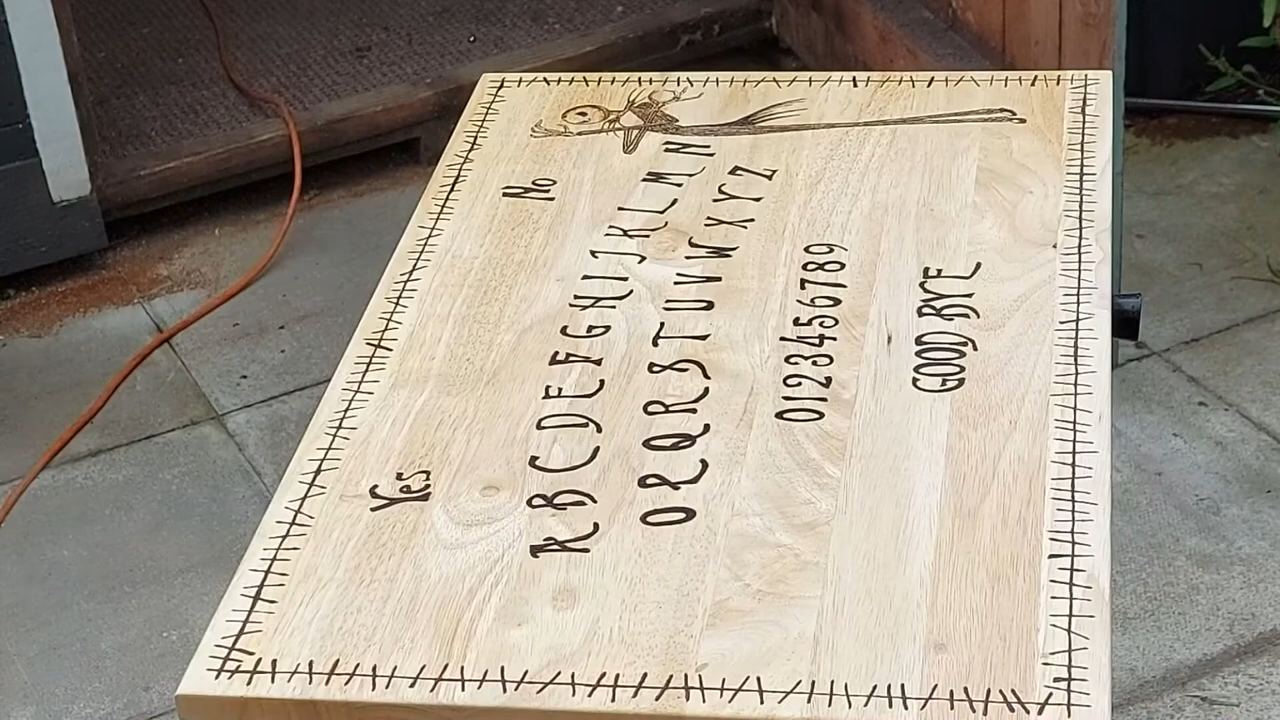 Yes No
ABCDEFGHIJKLMN
OPQRSTUVWXYZ
0123456789
GOOD BYE